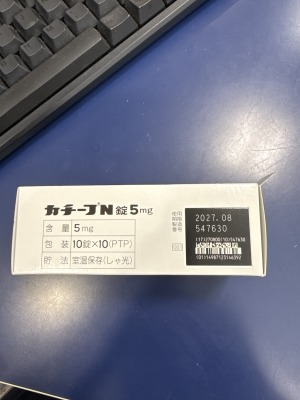 カチーフN錠5mg
含量 5mg
包装 10錠×10(PTP)
貯法 室温保存(しゃ光)
使用期限
製造番号
2027.08
547630